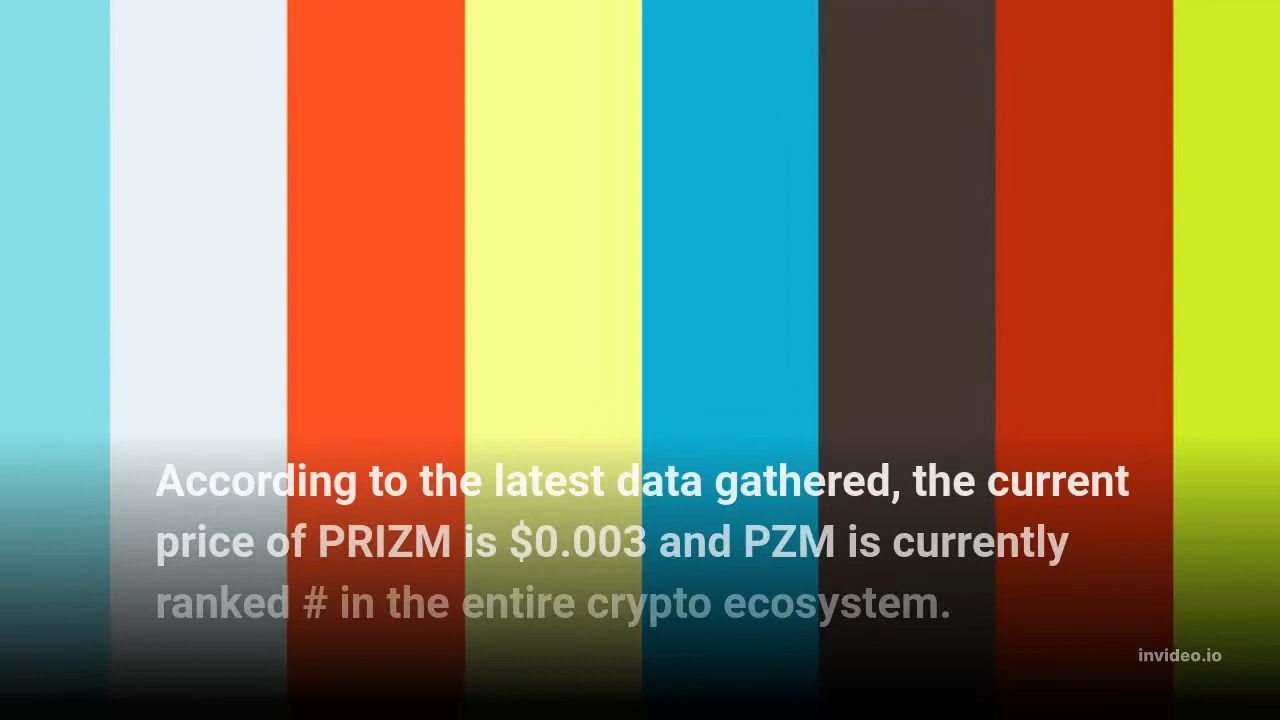 According to the latest data gathered, the current
price of PRIZM is $0.003 and PZM is currently
ranked # in the entire crypto ecosystem.
invideo.io